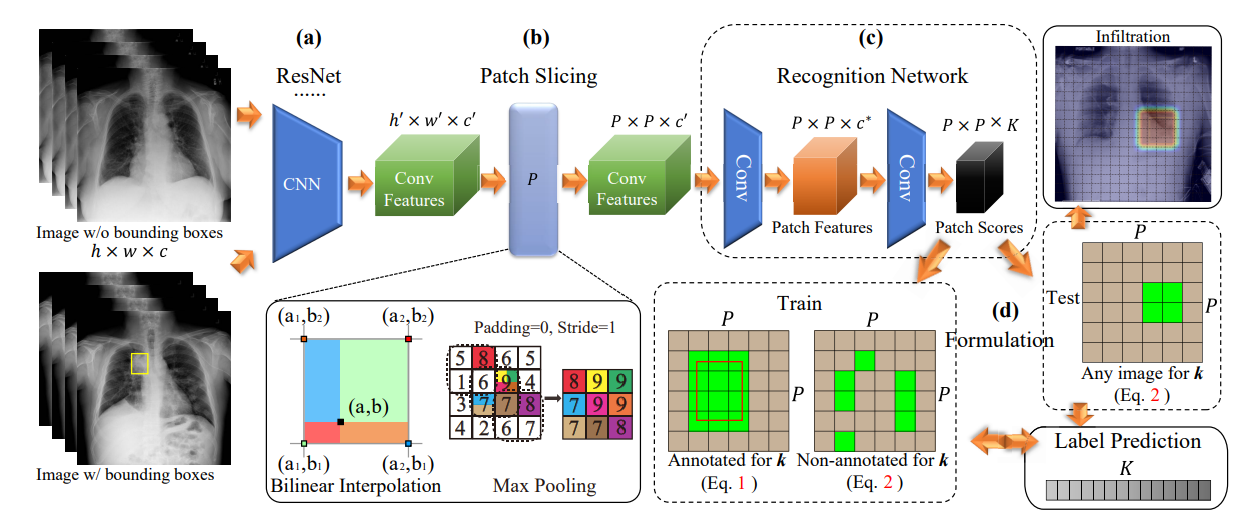 (a)
(b)
(c)
Infiltration
ResNet
......
Patch Slicing
Recognition Network
h′ × w′ × c′
P × P × c′
P × P × c*
P × P × K
CNN
Conv
Features
P
Conv
Features
Conv
Conv
Patch Features
Patch Scores
Image w/o bounding boxes
h × w × c
Image w/ bounding boxes
(a₁,b₂)
(a₂,b₂)
(a,b)
(a₁,b₁)
(a₂,b₁)
Bilinear Interpolation
Padding=0, Stride=1
5 8 6 5
1 6 9 4
3 7 7 8
4 2 6 7
8 9 9
7 9 9
7 7 8
Max Pooling
Train
P
P
P
P
Annotated for k
(Eq. 1 )
Non-annotated for k
(Eq. 2 )
(d)
Formulation
P
Test
P
Any image for k
(Eq. 2 )
Label Prediction
K